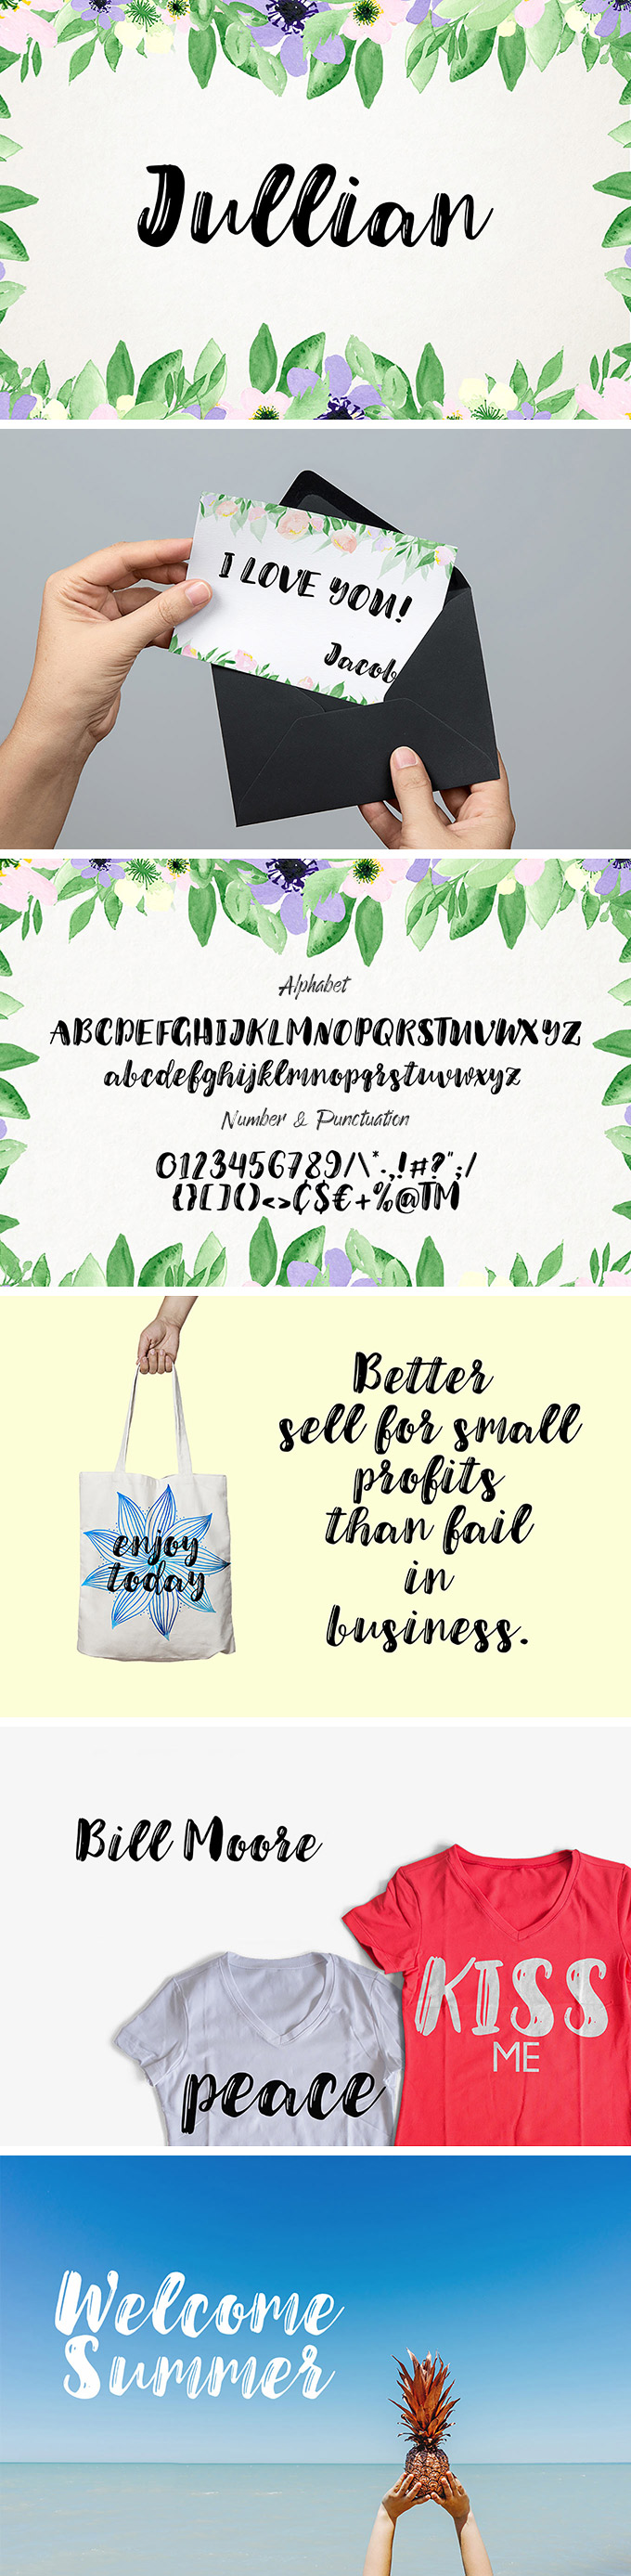 Jullian
I LOVE YOU!
Jacob
Alphabet
ABCDEFGHIJKLMNOPQRSTUVWXYZ
abcdefghijklmnopqrstuvwxyz
Number & Punctuation
0123456789/\*·,!#?";/
{}[]()<>¢$€+%@TM
Better
sell for small
profits
than fail
in
business.
enjoy
today
Bill Moore
KISS
ME
peace
Welcome
Summer